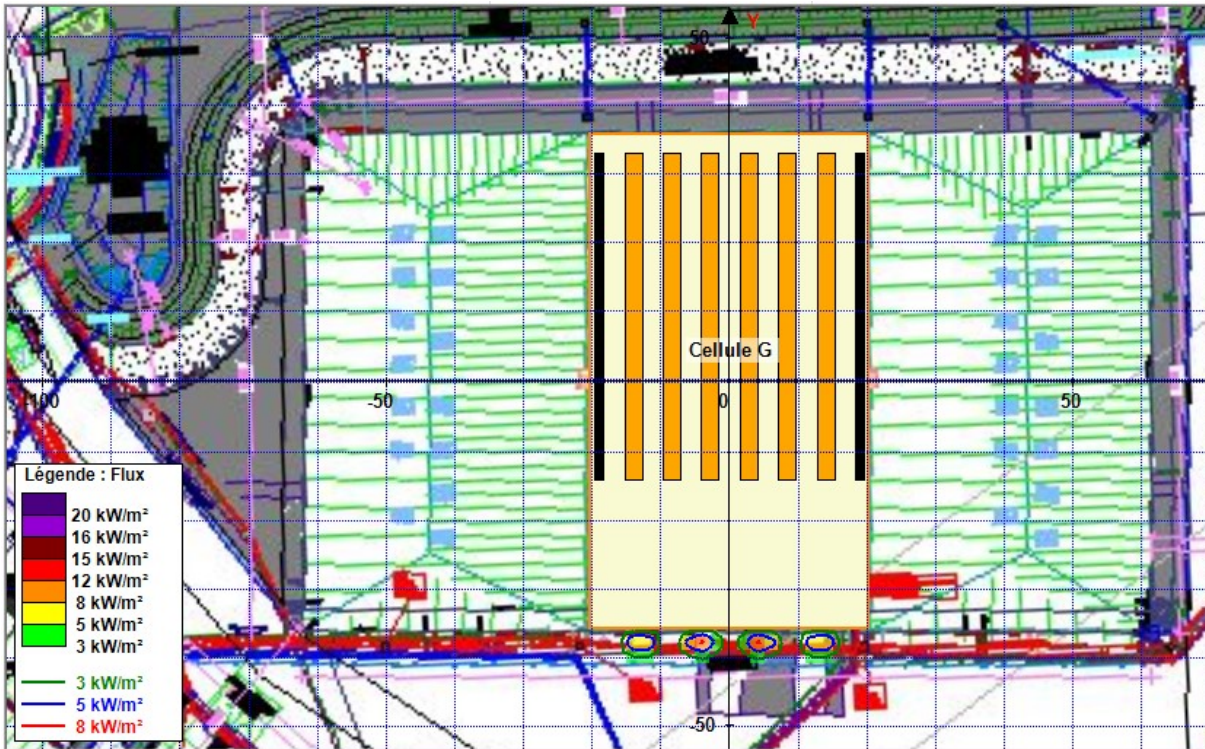 Y
50
Cellule G
-100
-50
0
50
-50
Légende : Flux
20 kW/m²
16 kW/m²
15 kW/m²
12 kW/m²
8 kW/m²
5 kW/m²
3 kW/m²
3 kW/m²
5 kW/m²
8 kW/m²